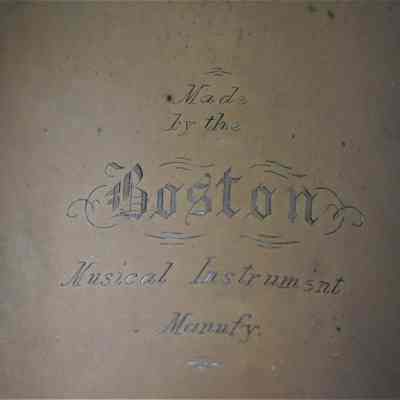 Made
by the
Boston
Musical Instrument
Manufy.